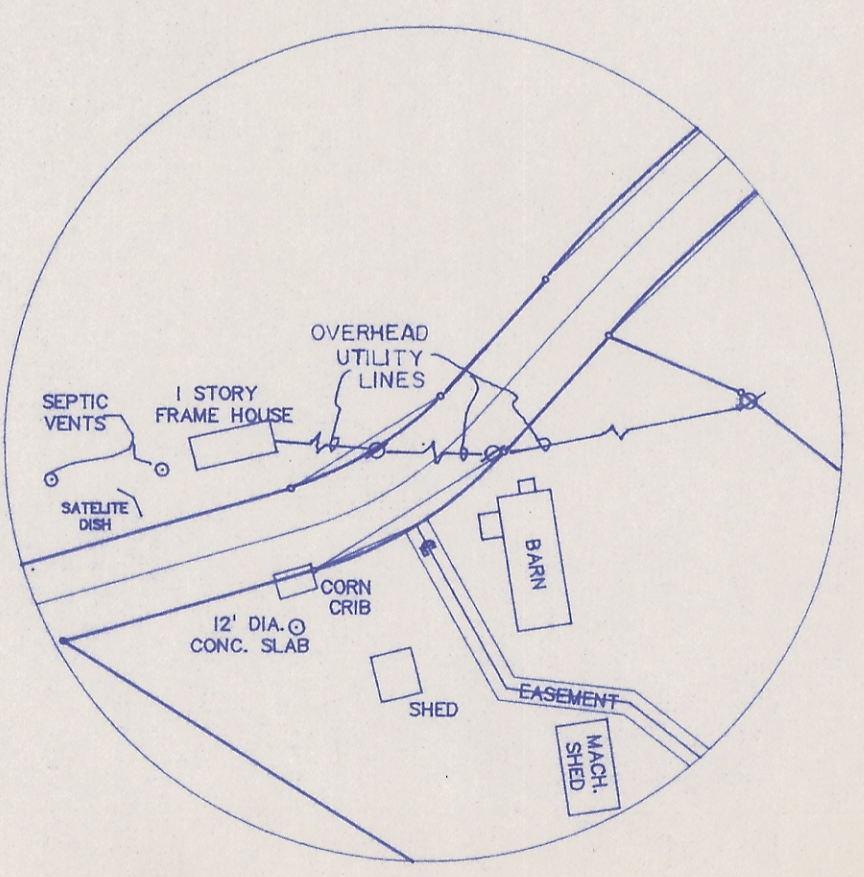 OVERHEAD
UTILITY
LINES
1 STORY
FRAME HOUSE
SEPTIC
VENTS
SATELITE
DISH
BARN
CORN
CRIB
12' DIA.
CONC. SLAB
SHED
EASEMENT
MACH.
SHED